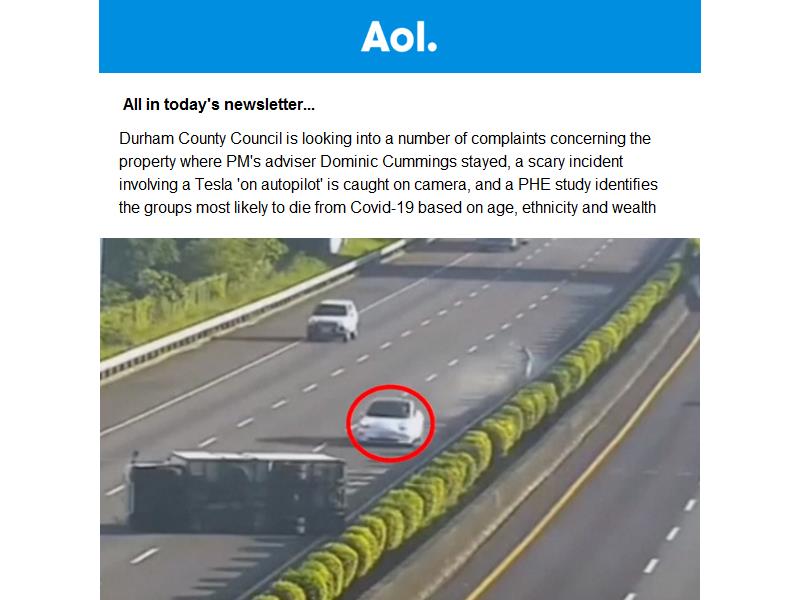 Aol.
All in today's newsletter...
Durham County Council is looking into a number of complaints concerning the
property where PM's adviser Dominic Cummings stayed, a scary incident
involving a Tesla 'on autopilot' is caught on camera, and a PHE study identifies
the groups most likely to die from Covid-19 based on age, ethnicity and wealth